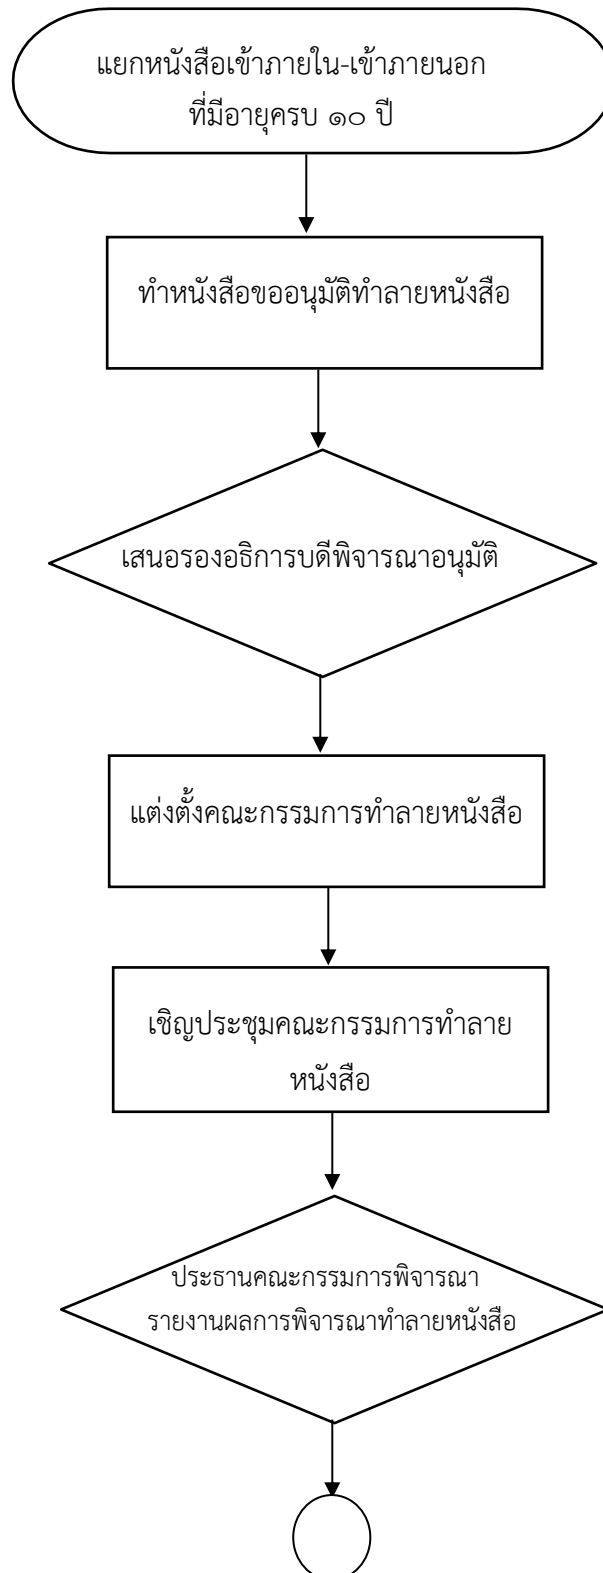 แยกหนังสือเข้าภายใน-เข้าภายนอก
ที่มีอายุครบ ๑๐ ปี
ทำหนังสือขออนุมัติทำลายหนังสือ
เสนอรองอธิการบดีพิจารณาอนุมัติ
แต่งตั้งคณะกรรมการทำลายหนังสือ
เชิญประชุมคณะกรรมการทำลาย
หนังสือ
ประธานคณะกรรมการพิจารณา
รายงานผลการพิจารณาทำลายหนังสือ